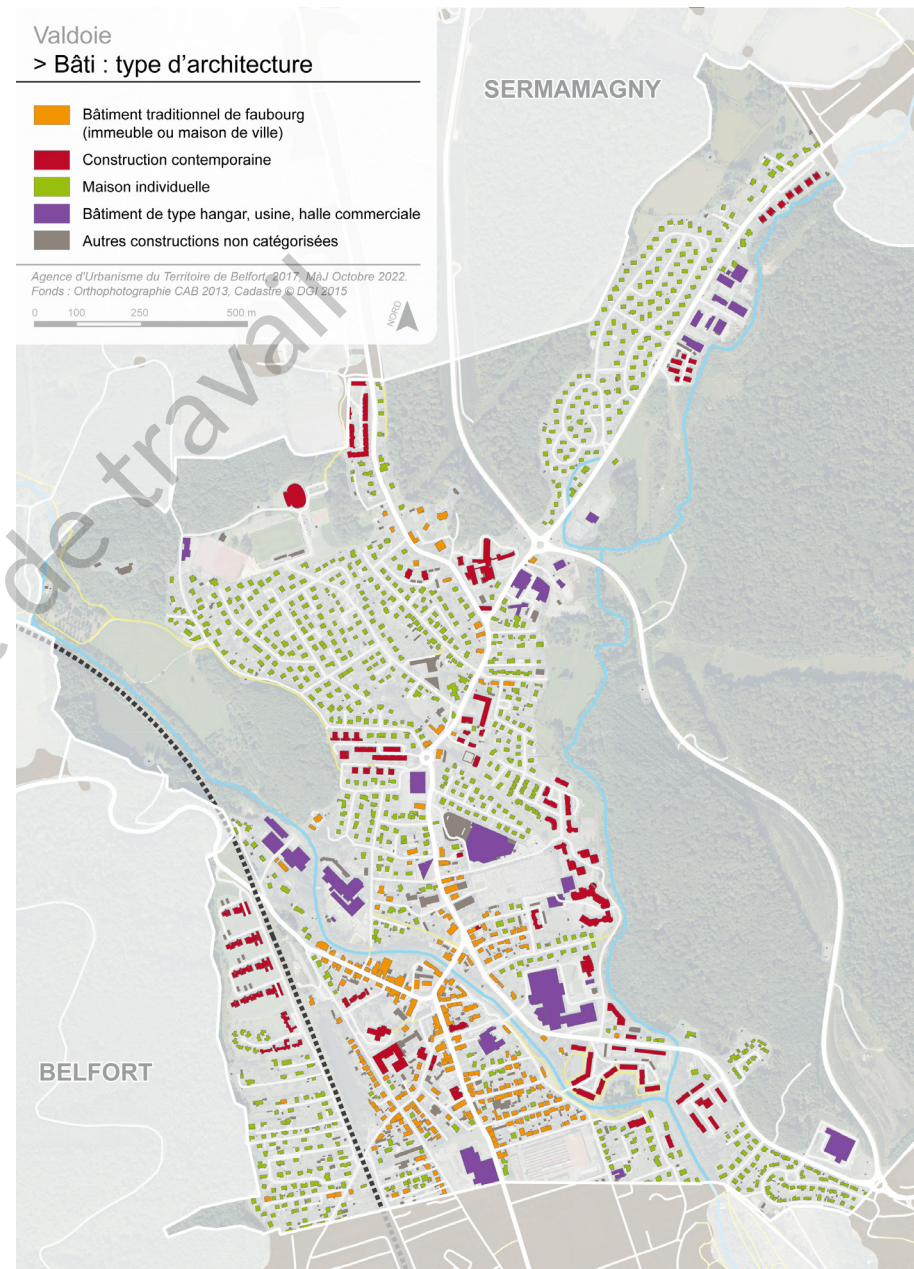 Valdoie
> Bâti : type d'architecture
Bâtiment traditionnel de faubourg
(immeuble ou maison de ville)
Construction contemporaine
Maison individuelle
Bâtiment de type hangar, usine, halle commerciale
Autres constructions non catégorisées
Agence d'Urbanisme du Territoire de Belfort, 2017, MàJ Octobre 2022.
Fonds : Orthophotographie CAB 2013, Cadastre © DGI 2015
0 100 250 500 m
NORD
SERMAMAGNY
de travail
BELFORT